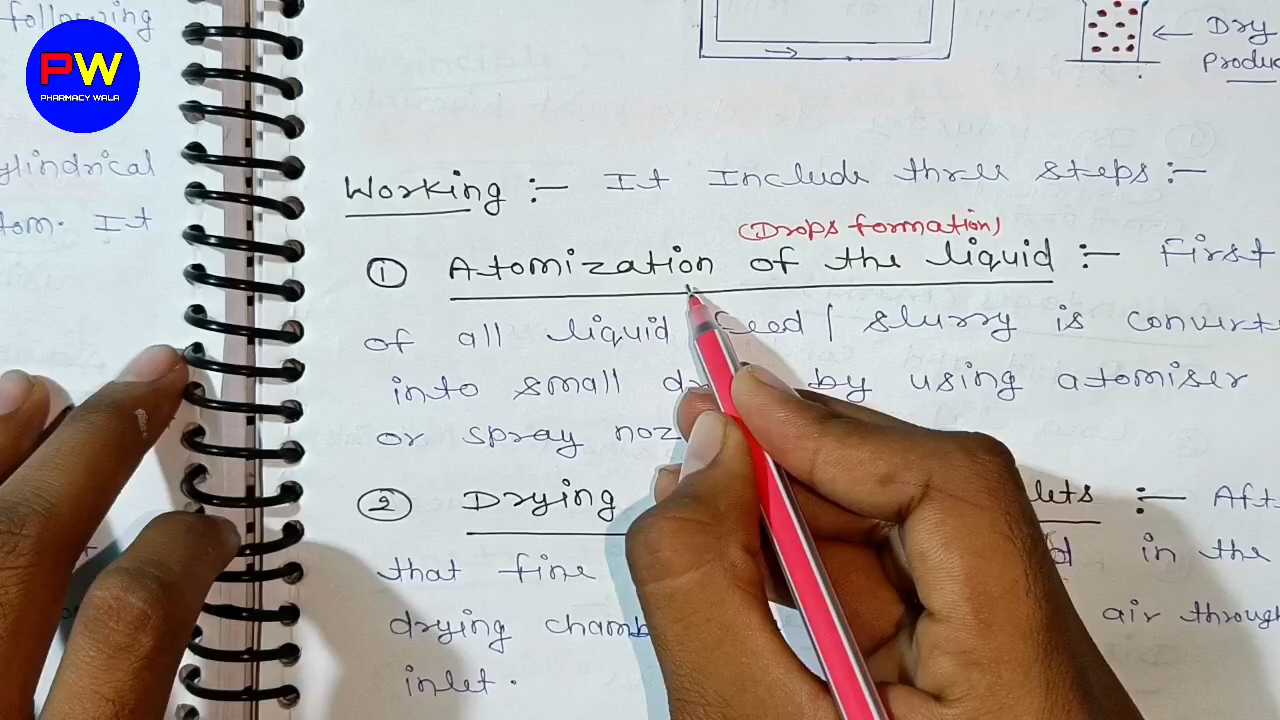 following
PW
PHARMACY WALA
ylindrical
tom. It
Dry
Produc
Working :- It Include three steps :-
(Drops formation)
① Atomization of the liquid :- First
of all liquid feed / slurry is convert
into small by using atomiser
or spray noz
② Drying lets :- Aft
that fine in the
drying chamb air through
inlet.